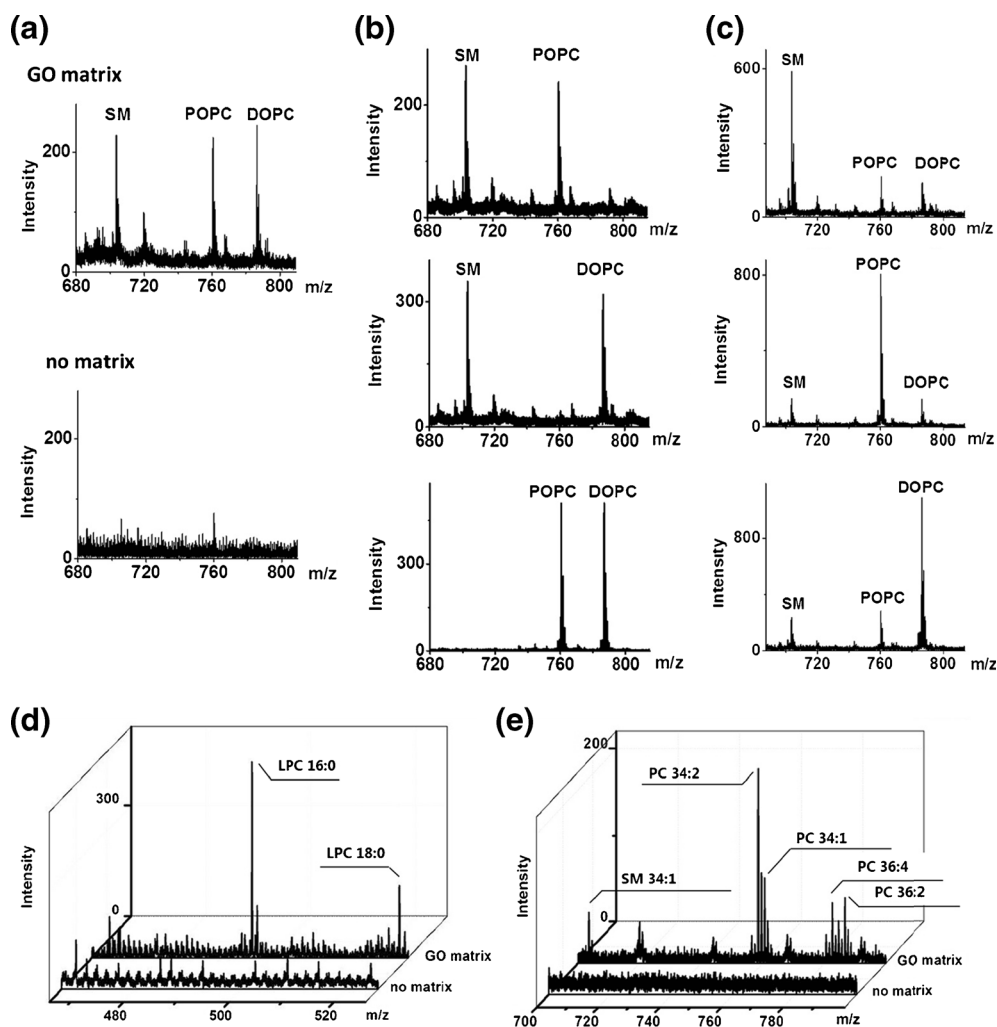 (a)
GO matrix
SM POPC DOPC
Intensity
200
0
680 720 760 800 m/z
no matrix
Intensity
200
0
680 720 760 800 m/z
(b)
SM POPC
Intensity
200
0
680 720 760 800 m/z
SM DOPC
Intensity
300
0
680 720 760 800 m/z
POPC DOPC
Intensity
300
0
680 720 760 800 m/z
(c)
SM
POPC DOPC
Intensity
600
0
720 760 800 m/z
POPC
SM DOPC
Intensity
800
400
0
720 760 800 m/z
DOPC
SM POPC
Intensity
800
400
0
720 760 800 m/z
(d)
LPC 16:0
LPC 18:0
Intensity
300
0
GO matrix
no matrix
480 500 520 m/z
(e)
200
PC 34:2
PC 34:1
PC 36:4
PC 36:2
SM 34:1
Intensity
0
GO matrix
no matrix
700 720 740 760 780 m/z